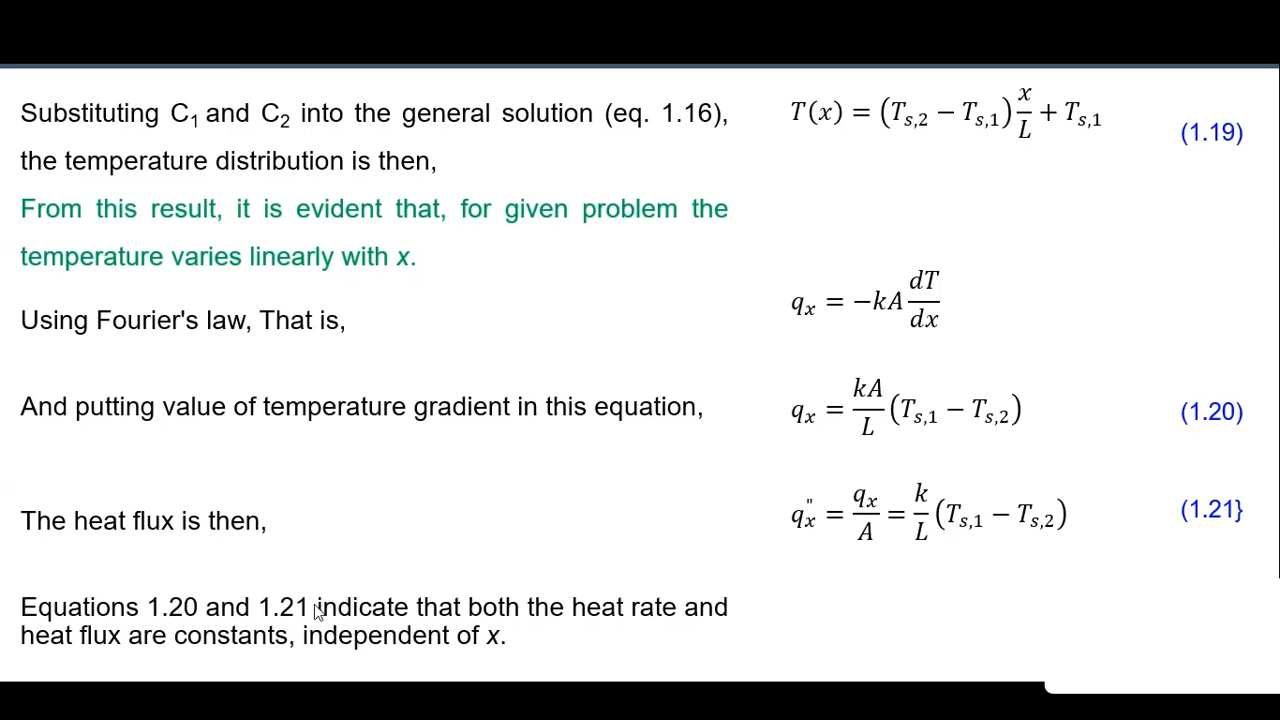 Substituting C₁ and C₂ into the general solution (eq. 1.16),
the temperature distribution is then,
T(x) = (Tₛ,₂ − Tₛ,₁) x/L + Tₛ,₁ (1.19)
From this result, it is evident that, for given problem the
temperature varies linearly with x.
Using Fourier's law, That is,
qₓ = −kA dT/dx
And putting value of temperature gradient in this equation,
qₓ = kA/L (Tₛ,₁ − Tₛ,₂) (1.20)
The heat flux is then,
qₓ" = qₓ/A = k/L (Tₛ,₁ − Tₛ,₂) (1.21}
Equations 1.20 and 1.21 indicate that both the heat rate and
heat flux are constants, independent of x.